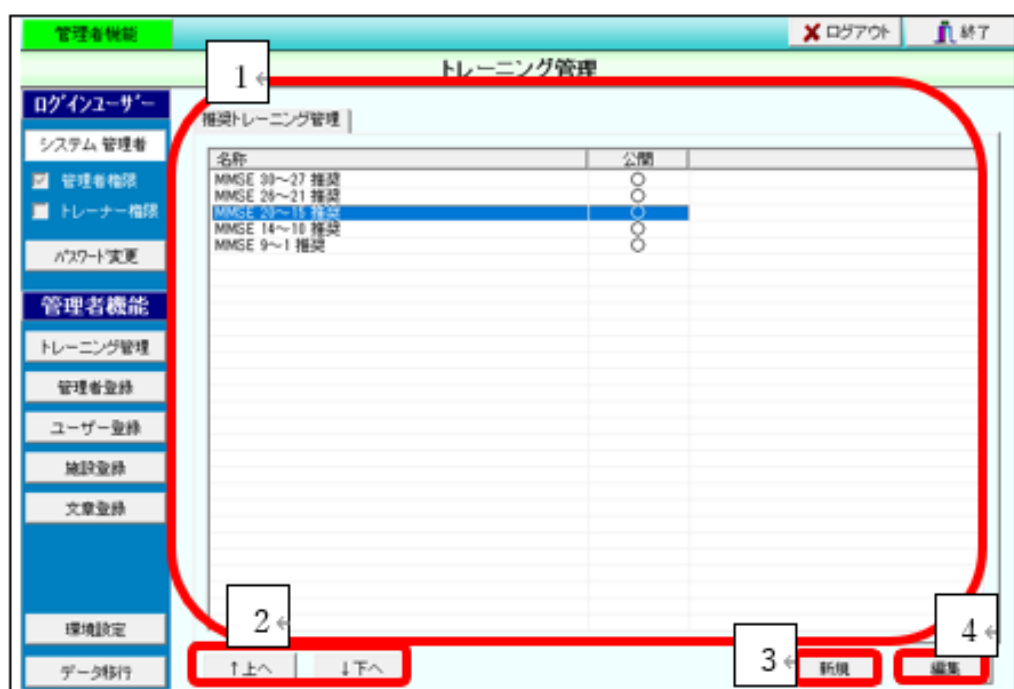 管理者機能
ログアウト
終了
トレーニング管理
1
ログインユーザー
システム 管理者
管理者権限
トレーナー権限
パスワード変更
管理者機能
トレーニング管理
管理者登録
ユーザー登録
施設登録
文章登録
環境設定
データ移行
推奨トレーニング管理
名称 公開
MMSE 30～27 推奨 ○
MMSE 26～21 推奨 ○
MMSE 20～15 推奨 ○
MMSE 14～10 推奨 ○
MMSE 9～1 推奨 ○
2
3
4
↑上へ
↓下へ
新規
編集